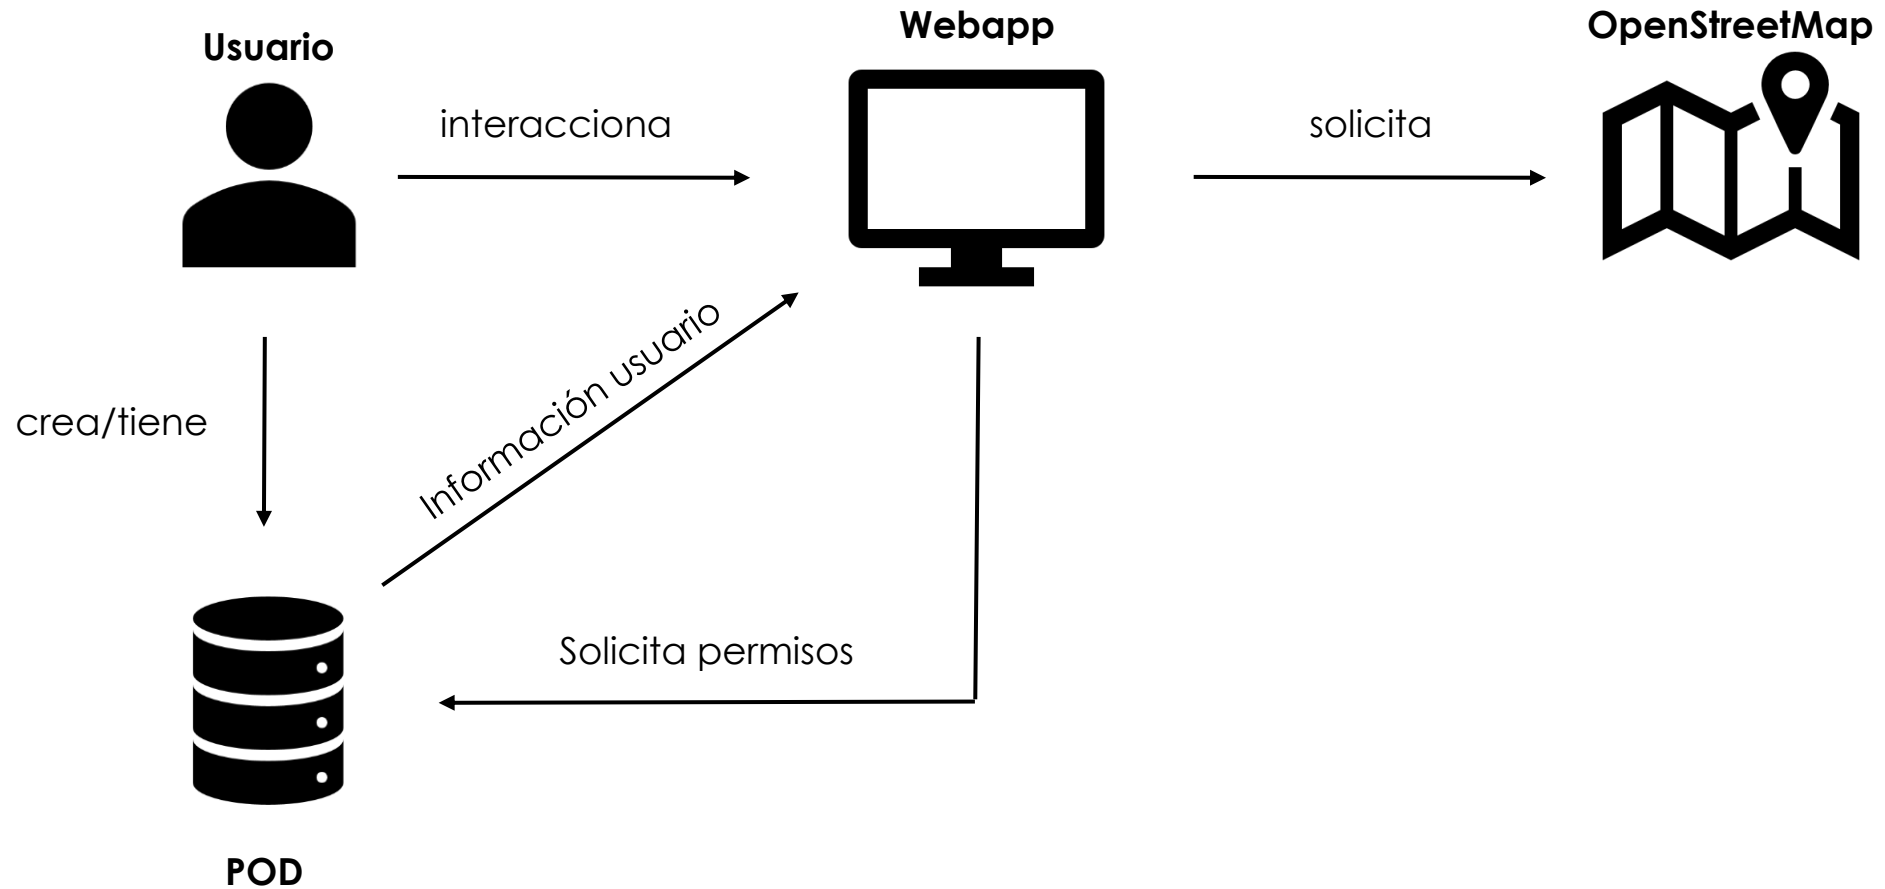 Usuario
Webapp
OpenStreetMap
interacciona
solicita
Información usuario
crea/tiene
Solicita permisos
POD